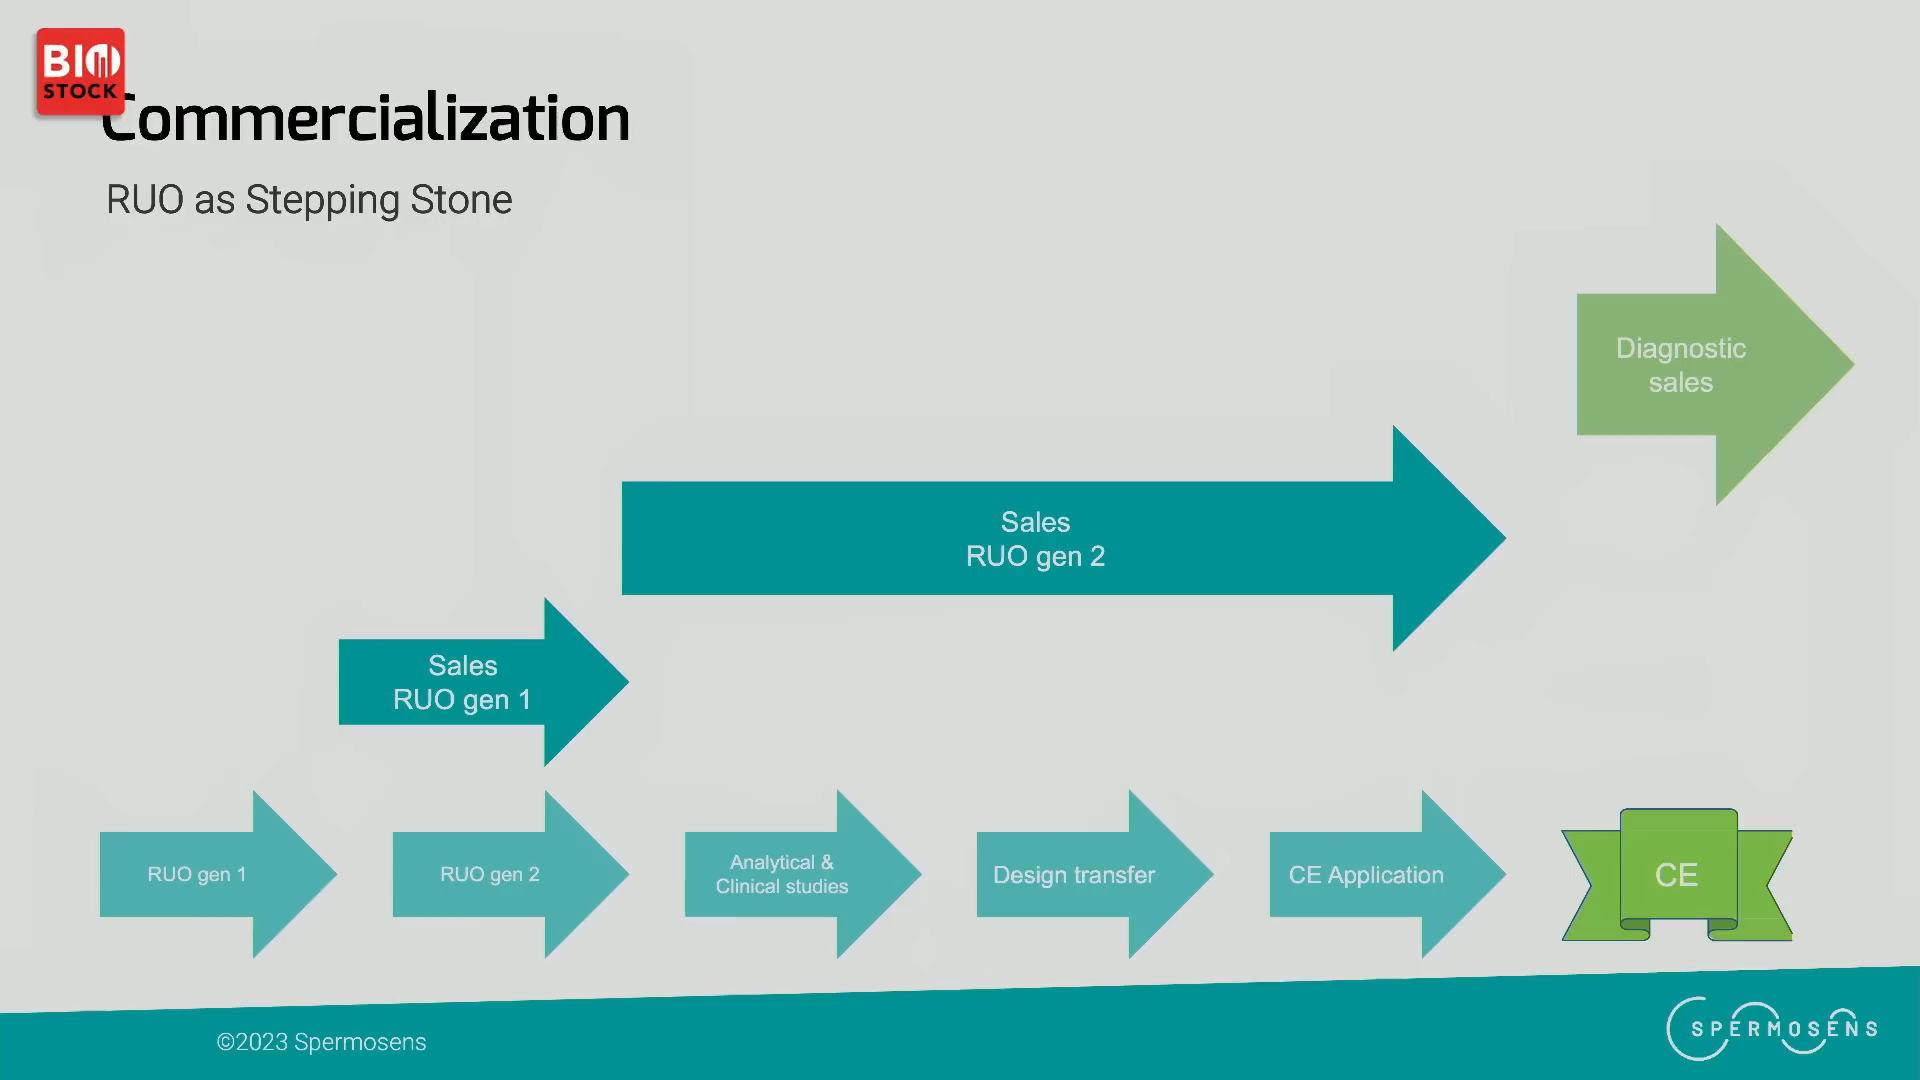 BIO
STOCK
Commercialization
RUO as Stepping Stone
Diagnostic
sales
Sales
RUO gen 2
Sales
RUO gen 1
RUO gen 1
RUO gen 2
Analytical &
Clinical studies
Design transfer
CE Application
CE
©2023 Spermosens
SPERMOSENS